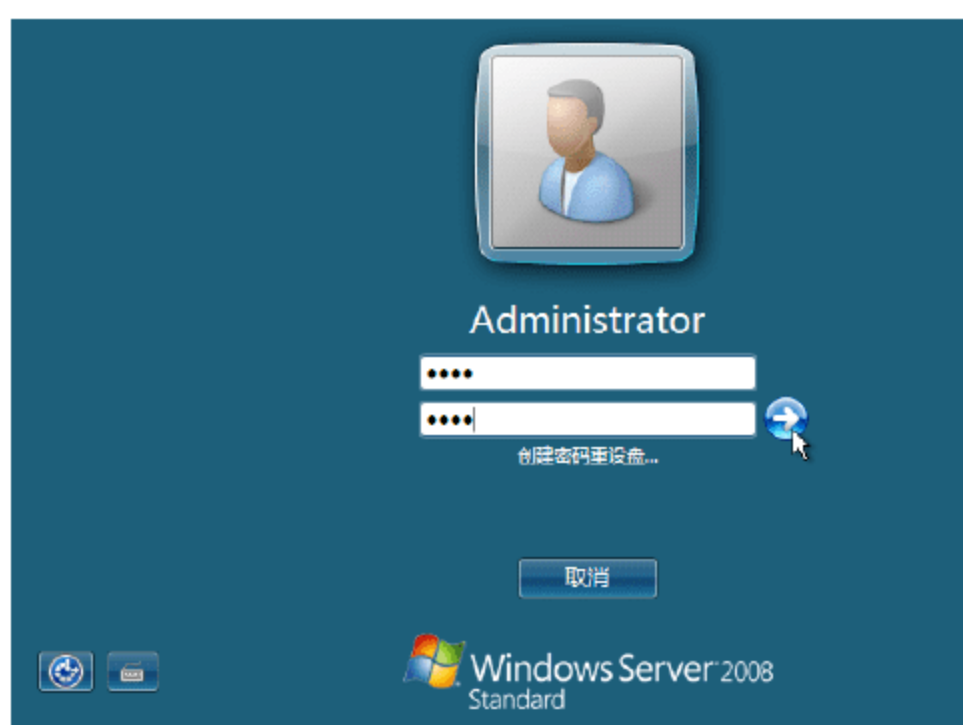 Administrator
••••
••••
创建密码重设盘...
取消
Windows Server 2008
Standard